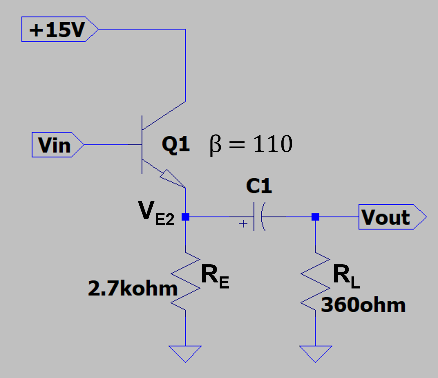 +15V
Vin
Q1
β = 110
C1
VE2
+
Vout
RE
2.7kohm
RL
360ohm